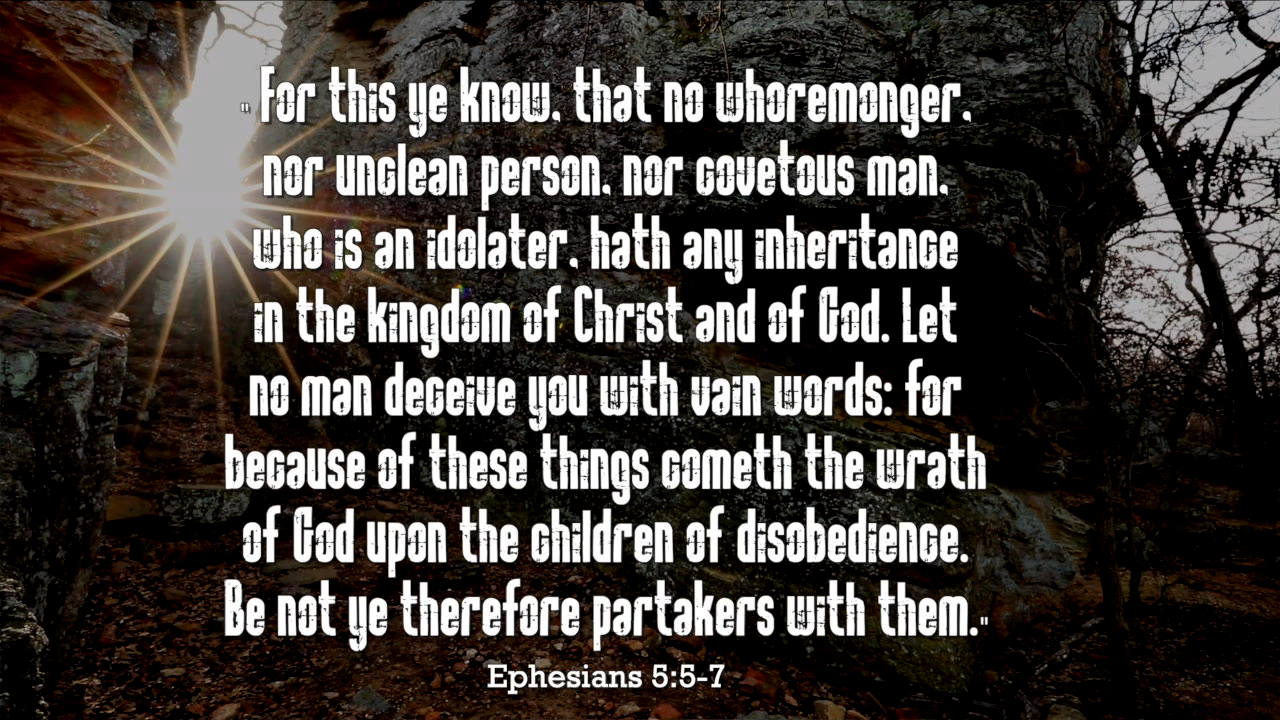 " For this ye know, that no whoremonger,
nor unclean person, nor covetous man,
who is an idolater, hath any inheritance
in the kingdom of Christ and of God. Let
no man deceive you with vain words: for
because of these things cometh the wrath
of God upon the children of disobedience.
Be not ye therefore partakers with them."
Ephesians 5:5-7